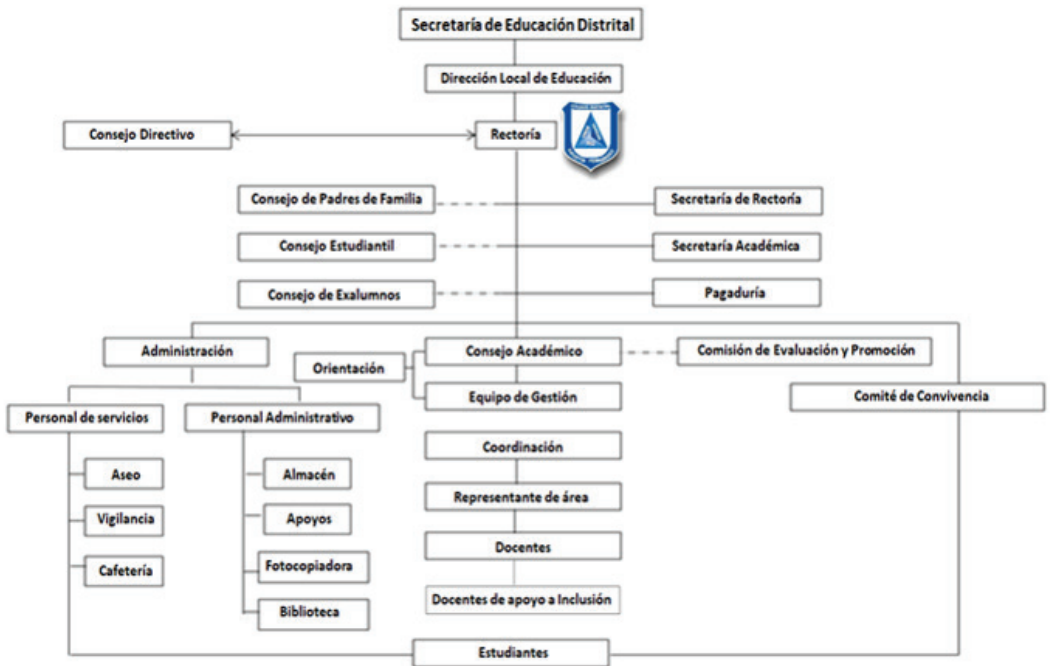 Secretaría de Educación Distrital
Dirección Local de Educación
Consejo Directivo
Rectoría
Consejo de Padres de Familia
Secretaría de Rectoría
Consejo Estudiantil
Secretaría Académica
Consejo de Exalumnos
Pagaduría
Administración
Orientación
Consejo Académico
Comisión de Evaluación y Promoción
Equipo de Gestión
Comité de Convivencia
Personal de servicios
Personal Administrativo
Coordinación
Aseo
Almacén
Representante de área
Vigilancia
Apoyos
Docentes
Cafetería
Fotocopiadora
Docentes de apoyo a Inclusión
Biblioteca
Estudiantes